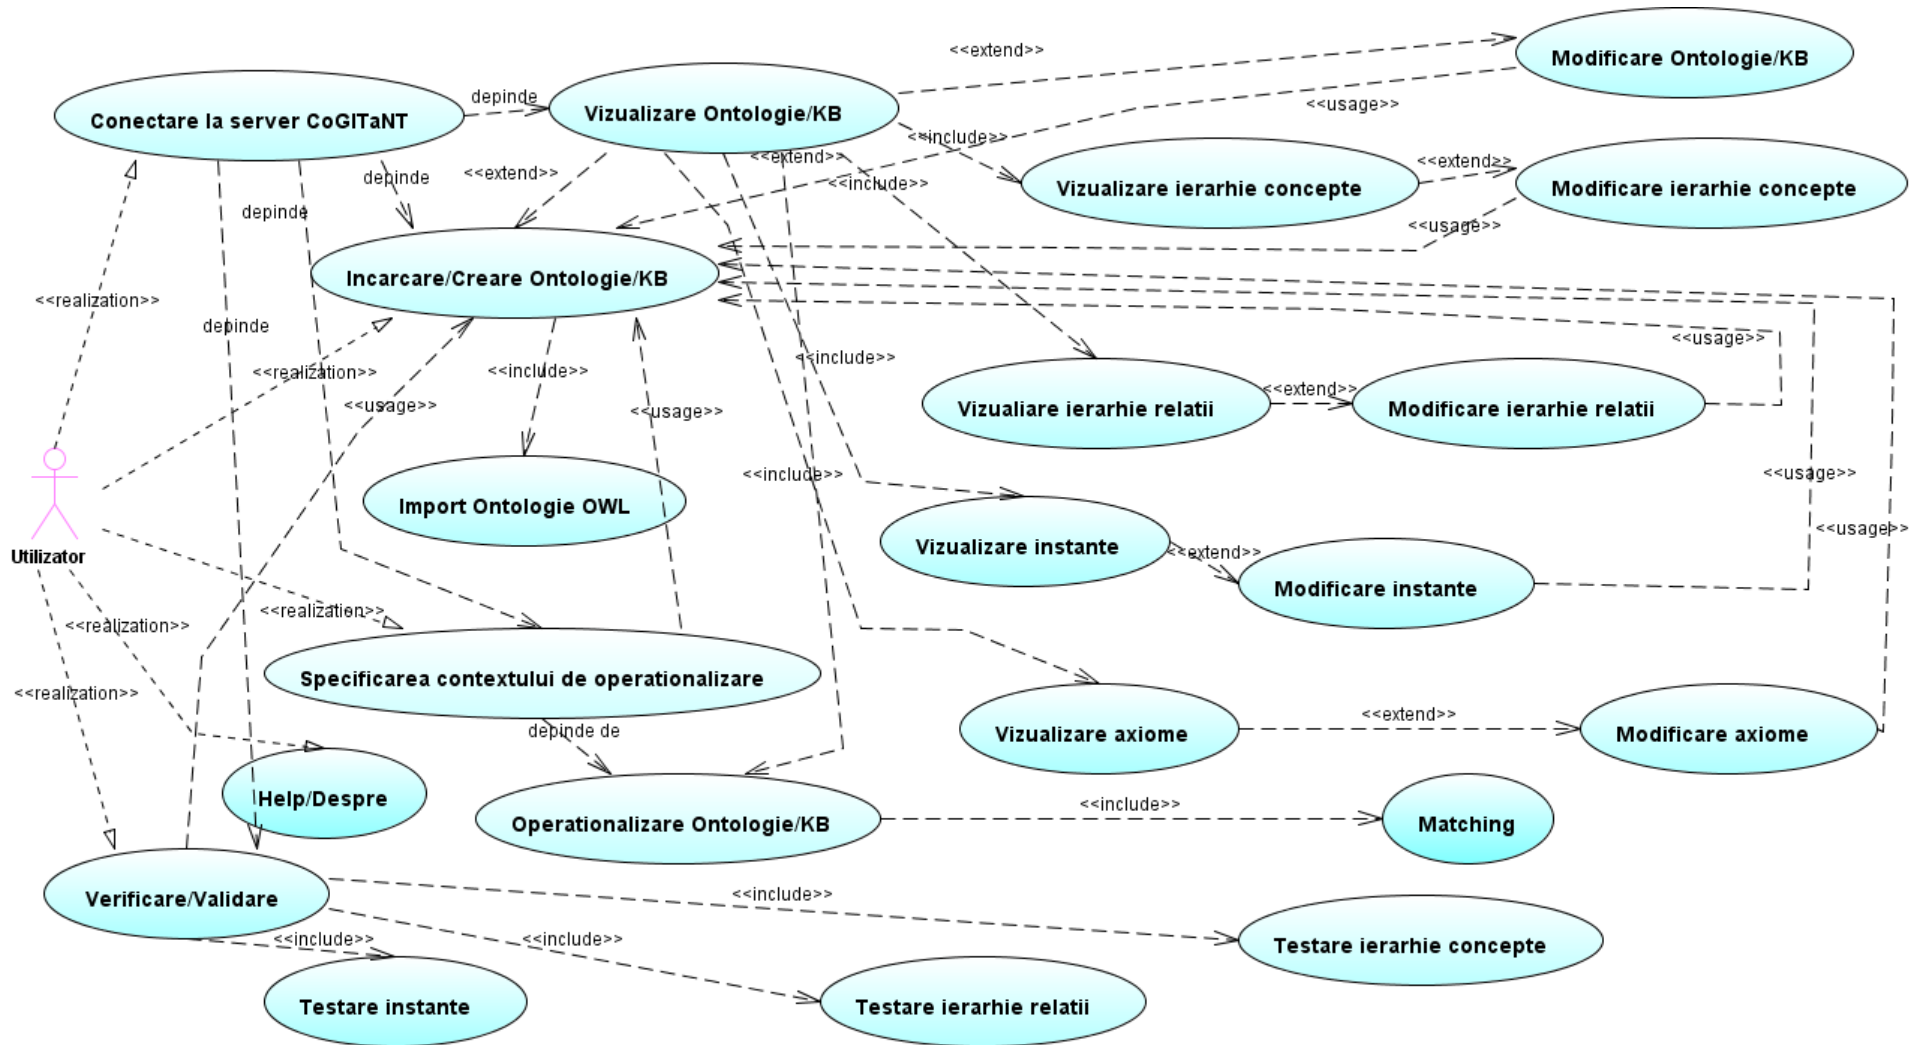 <<extend>>
Modificare Ontologie/KB
depinde
Conectare la server CoGITaNT
Vizualizare Ontologie/KB
<<usage>>
<<include>>
<<extend>>
<<extend>>
depinde
<<extend>>
<<include>>
Vizualizare ierarhie concepte
Modificare ierarhie concepte
depinde
<<usage>>
Incarcare/Creare Ontologie/KB
<<realization>>
depinde
<<usage>>
<<include>>
<<realization>>
<<include>>
<<extend>>
<<usage>>
<<usage>>
Vizualiare ierarhie relatii
Modificare ierarhie relatii
<<include>>
<<usage>>
Import Ontologie OWL
<<usage>>
Utilizator
Vizualizare instante
<<extend>>
Modificare instante
<<realization>>
<<realization>>
Specificarea contextului de operationalizare
<<realization>>
<<extend>>
depinde de
Vizualizare axiome
Modificare axiome
Help/Despre
<<include>>
Operationalizare Ontologie/KB
Matching
<<include>>
Verificare/Validare
<<include>>
<<include>>
Testare ierarhie concepte
Testare instante
Testare ierarhie relatii